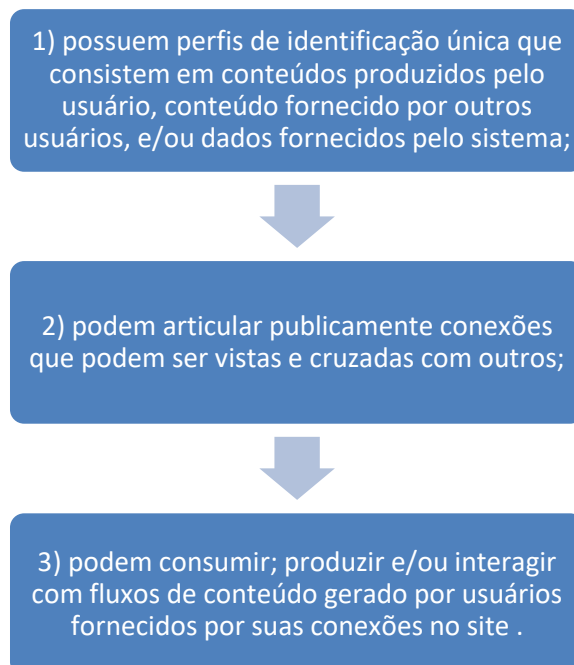 1) possuem perfis de identificação única que
consistem em conteúdos produzidos pelo
usuário, conteúdo fornecido por outros
usuários, e/ou dados fornecidos pelo sistema;
2) podem articular publicamente conexões
que podem ser vistas e cruzadas com outros;
3) podem consumir; produzir e/ou interagir
com fluxos de conteúdo gerado por usuários
fornecidos por suas conexões no site .